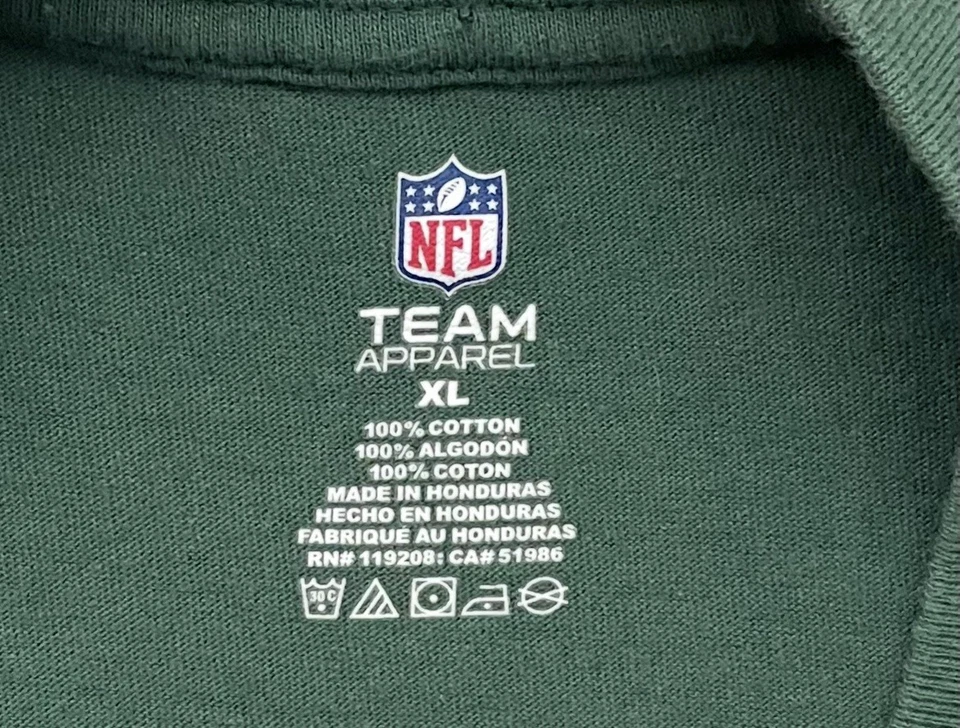 NFL
TEAM
APPAREL
XL
100% COTTON
100% ALGODÓN
100% COTON
MADE IN HONDURAS
HECHO EN HONDURAS
FABRIQUÉ AU HONDURAS
RN# 119208: CA# 51986
30 C